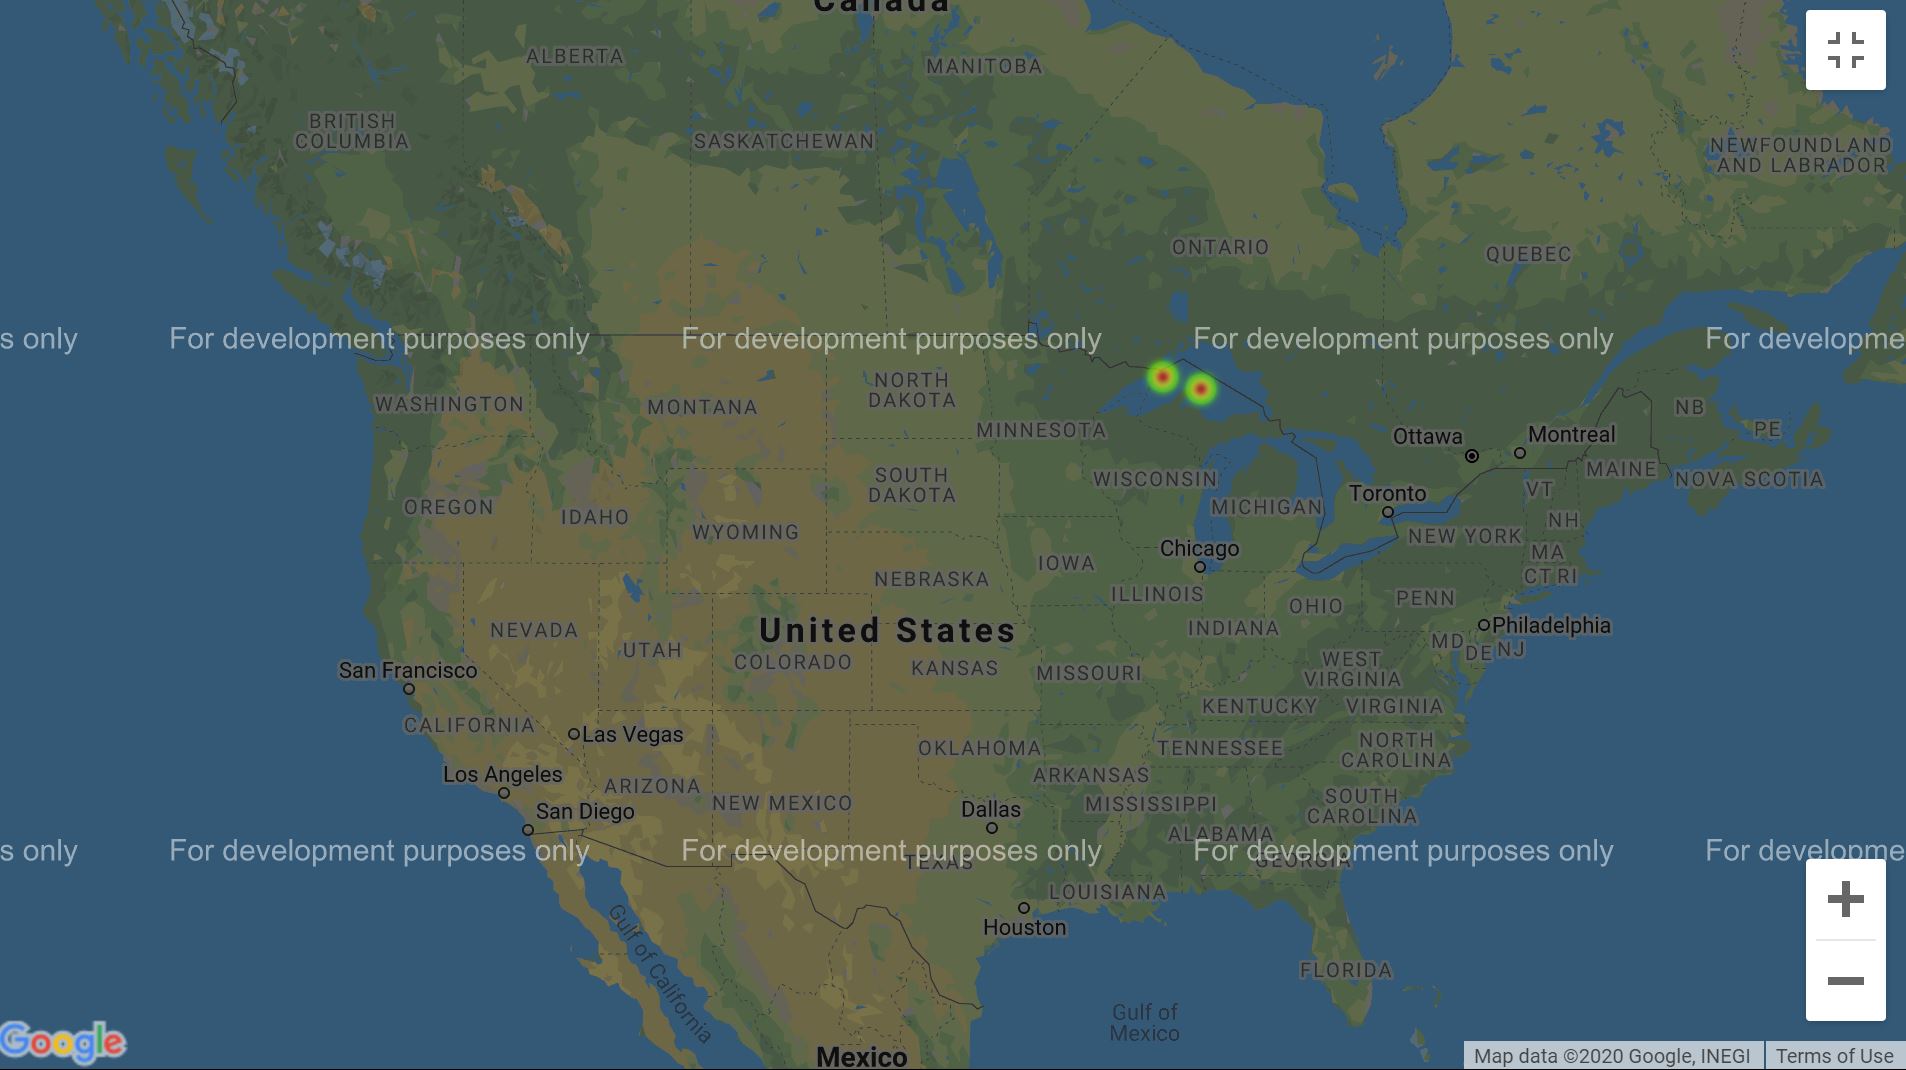 Canada
ALBERTA
MANITOBA
BRITISH
COLUMBIA
SASKATCHEWAN
NEWFOUNDLAND
AND LABRADOR
ONTARIO
QUEBEC
s only
For development purposes only
For development purposes only
For development purposes only
For developme
NORTH
DAKOTA
WASHINGTON
MONTANA
NB
MINNESOTA
PE
Ottawa
Montreal
SOUTH
DAKOTA
WISCONSIN
MAINE
NOVA SCOTIA
VT
Toronto
OREGON
IDAHO
MICHIGAN
NH
WYOMING
NEW YORK
Chicago
MA
IOWA
CT RI
NEBRASKA
ILLINOIS
OHIO
PENN
United States
NEVADA
INDIANA
Philadelphia
UTAH
COLORADO
KANSAS
MISSOURI
WEST
VIRGINIA
MD
DE
NJ
San Francisco
KENTUCKY
VIRGINIA
CALIFORNIA
Las Vegas
OKLAHOMA
TENNESSEE
NORTH
CAROLINA
Los Angeles
ARIZONA
NEW MEXICO
ARKANSAS
MISSISSIPPI
SOUTH
CAROLINA
San Diego
Dallas
ALABAMA
s only
For development purposes only
For development purposes only
For development purposes only
For developme
TEXAS
GEORGIA
LOUISIANA
Houston
Gulf of California
FLORIDA
Gulf of
Mexico
Google
Mexico
Map data ©2020 Google, INEGI
Terms of Use